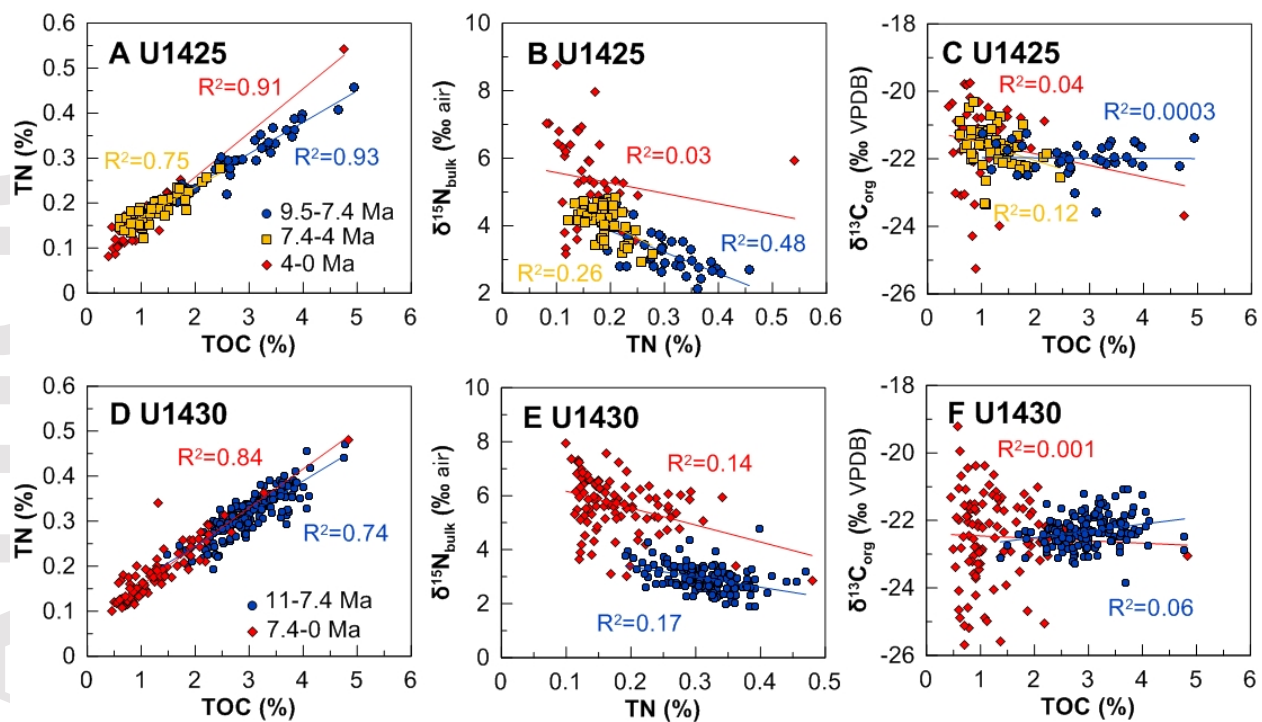 A U1425
R²=0.91
R²=0.75
R²=0.93
9.5-7.4 Ma
7.4-4 Ma
4-0 Ma
TN (%)
0.6
0.5
0.4
0.3
0.2
0.1
0
0 1 2 3 4 5 6
TOC (%)
B U1425
R²=0.03
R²=0.48
R²=0.26
δ¹⁵Nbulk (‰ air)
10
8
6
4
2
0 0.1 0.2 0.3 0.4 0.5 0.6
TN (%)
C U1425
R²=0.04
R²=0.0003
R²=0.12
δ¹³Corg (‰ VPDB)
-18
-20
-22
-24
-26
0 1 2 3 4 5 6
TOC (%)
D U1430
R²=0.84
R²=0.74
11-7.4 Ma
7.4-0 Ma
TN (%)
0.6
0.5
0.4
0.3
0.2
0.1
0
0 1 2 3 4 5 6
TOC (%)
E U1430
R²=0.14
R²=0.17
δ¹⁵Nbulk (‰ air)
10
8
6
4
2
0
0 0.1 0.2 0.3 0.4 0.5
TN (%)
F U1430
R²=0.001
R²=0.06
δ¹³Corg (‰ VPDB)
-18
-20
-22
-24
-26
0 1 2 3 4 5 6
TOC (%)